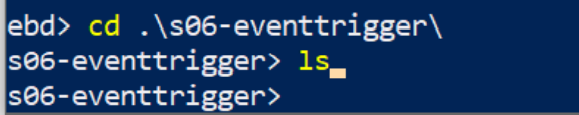 ebd> cd .\s06-eventtrigger\
s06-eventtrigger> ls
s06-eventtrigger>